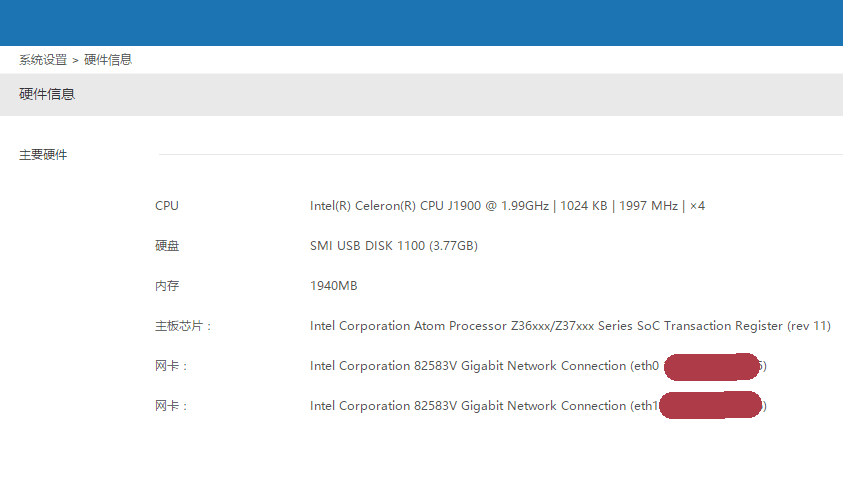 系统设置 > 硬件信息
硬件信息
主要硬件
CPU Intel(R) Celeron(R) CPU J1900 @ 1.99GHz | 1024 KB | 1997 MHz | ×4
硬盘 SMI USB DISK 1100 (3.77GB)
内存 1940MB
主板芯片： Intel Corporation Atom Processor Z36xxx/Z37xxx Series SoC Transaction Register (rev 11)
网卡： Intel Corporation 82583V Gigabit Network Connection (eth0 )
网卡： Intel Corporation 82583V Gigabit Network Connection (eth1 )